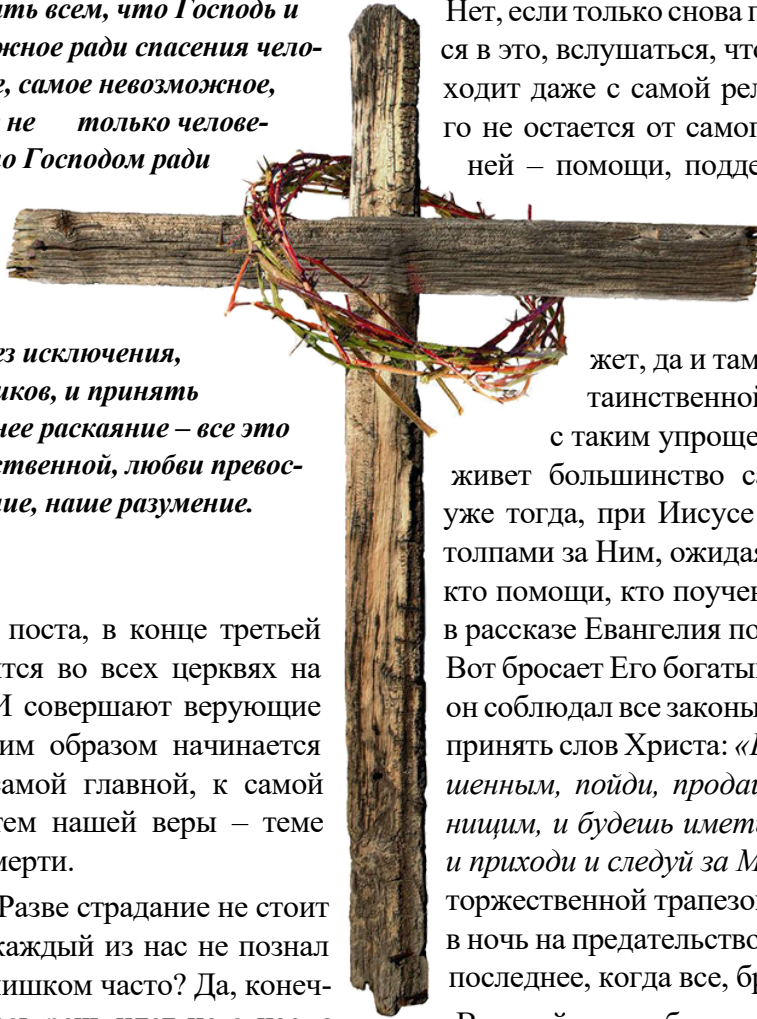 ть всем, что Господь и
жное ради спасения чело-
е, самое невозможное,
не только челове-
о Господом ради
ез исключения,
иков, и принять
нее раскаяние – все это
ственной, любви превос-
ие, наше разумение.
поста, в конце третьей
ится во всех церквях на
И совершают верующие
им образом начинается
амой главной, к самой
тем нашей веры – теме
мерти.
Разве страдание не стоит
каждый из нас не познал
лишком часто? Да, конеч-
Нет, если только снова п
ся в это, вслушаться, что
ходит даже с самой рел
го не остается от самог
ней – помощи, подде
жет, да и там
таинственной
с таким упроще
живет большинство са
уже тогда, при Иисусе
толпами за Ним, ожидая
кто помощи, кто поучен
в рассказе Евангелия по
Вот бросает Его богаты
он соблюдал все законы
принять слов Христа: «
шенным, пойди, прода
нищим, и будешь имет
и приходи и следуй за М
торжественной трапезо
в ночь на предательство
последнее, когда все, бр